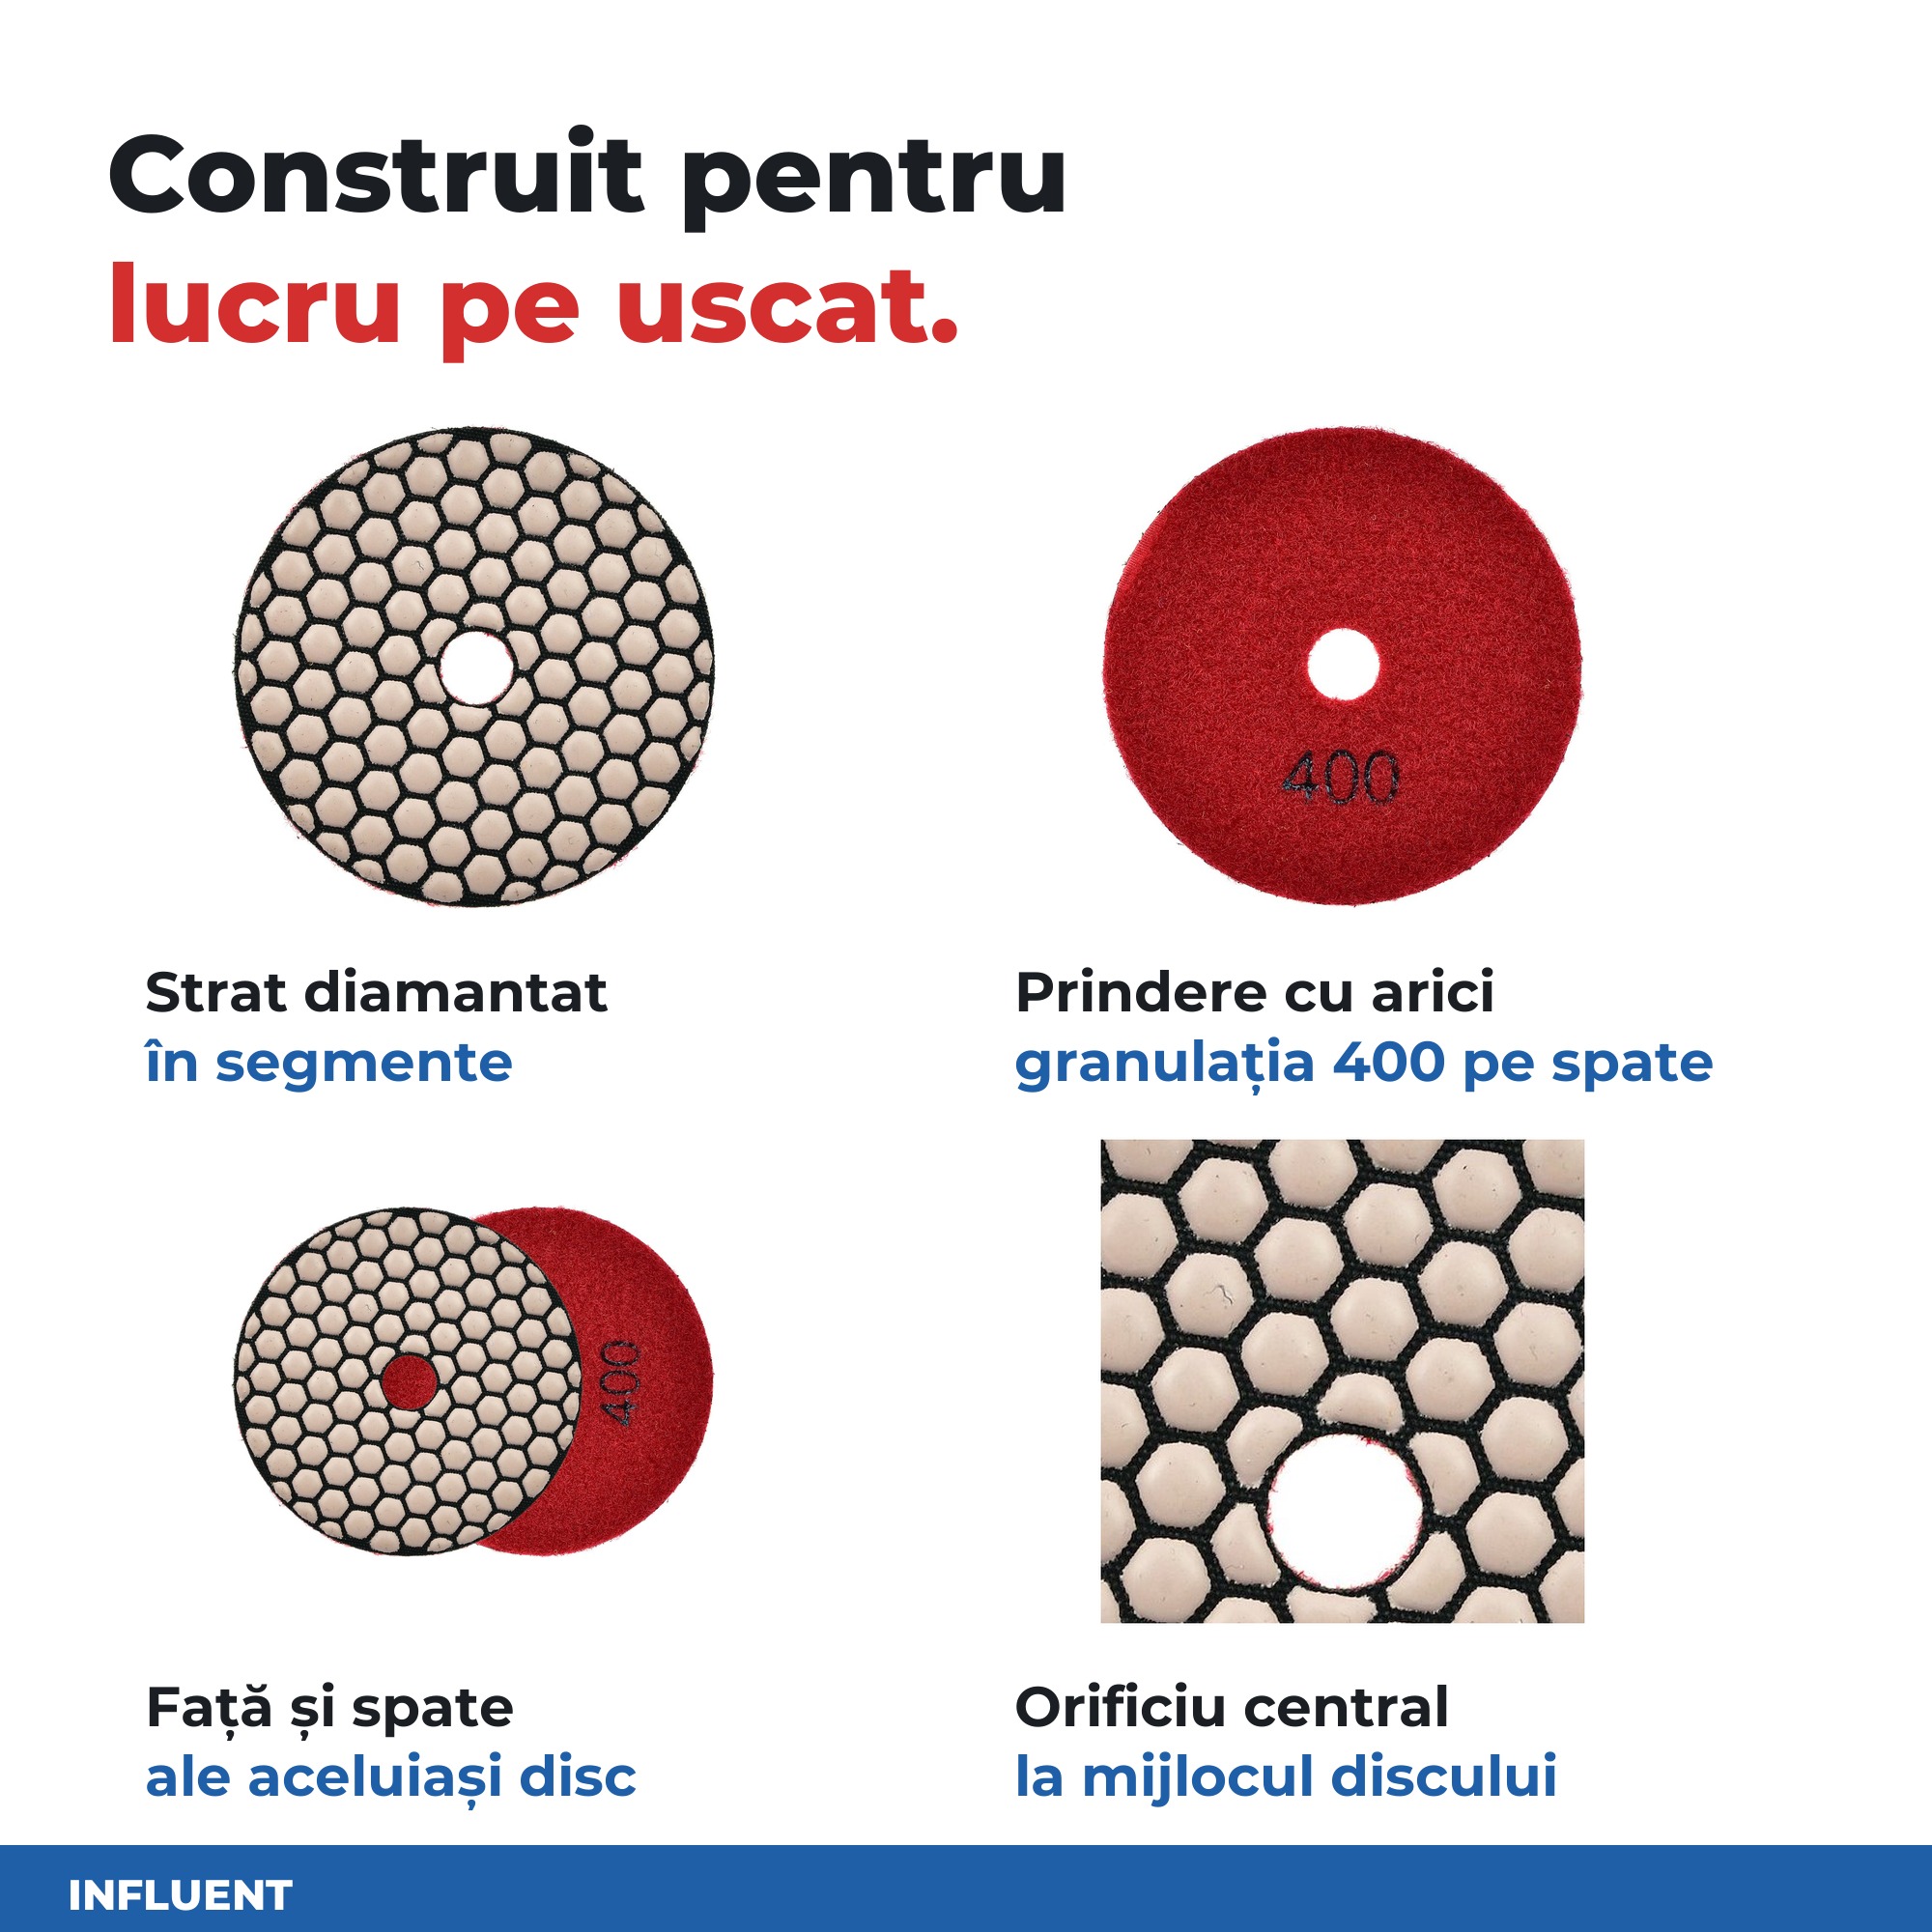 Construit pentru
lucru pe uscat.
400
Strat diamantat
în segmente
Prindere cu arici
granulația 400 pe spate
400
Față și spate
ale aceluiași disc
Orificiu central
la mijlocul discului
INFLUENT